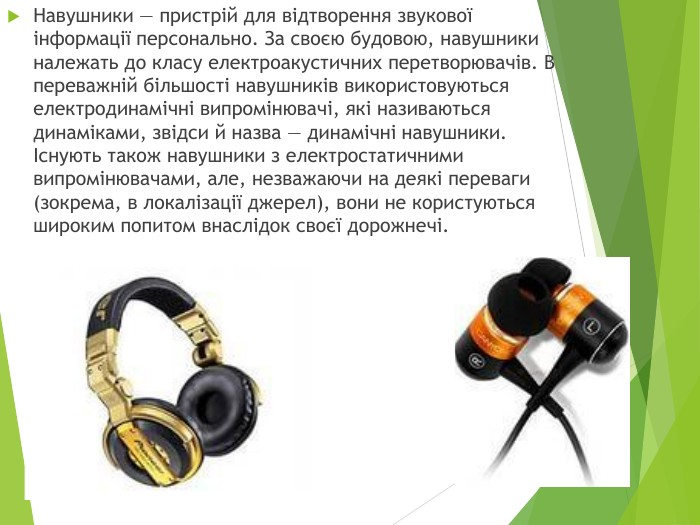 Навушники — пристрій для відтворення звукової
інформації персонально. За своєю будовою, навушники
належать до класу електроакустичних перетворювачів. В
переважній більшості навушників використовуються
електродинамічні випромінювачі, які називаються
динаміками, звідси й назва — динамічні навушники.
Існують також навушники з електростатичними
випромінювачами, але, незважаючи на деякі переваги
(зокрема, в локалізації джерел), вони не користуються
широким попитом внаслідок своєї дорожнечі.
Pioneer
L
R